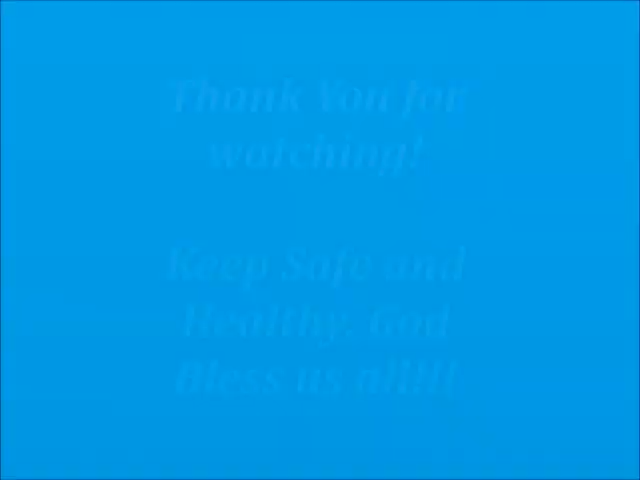 Thank You for
watching!
Keep Safe and
Healthy. God
Bless us all!!!